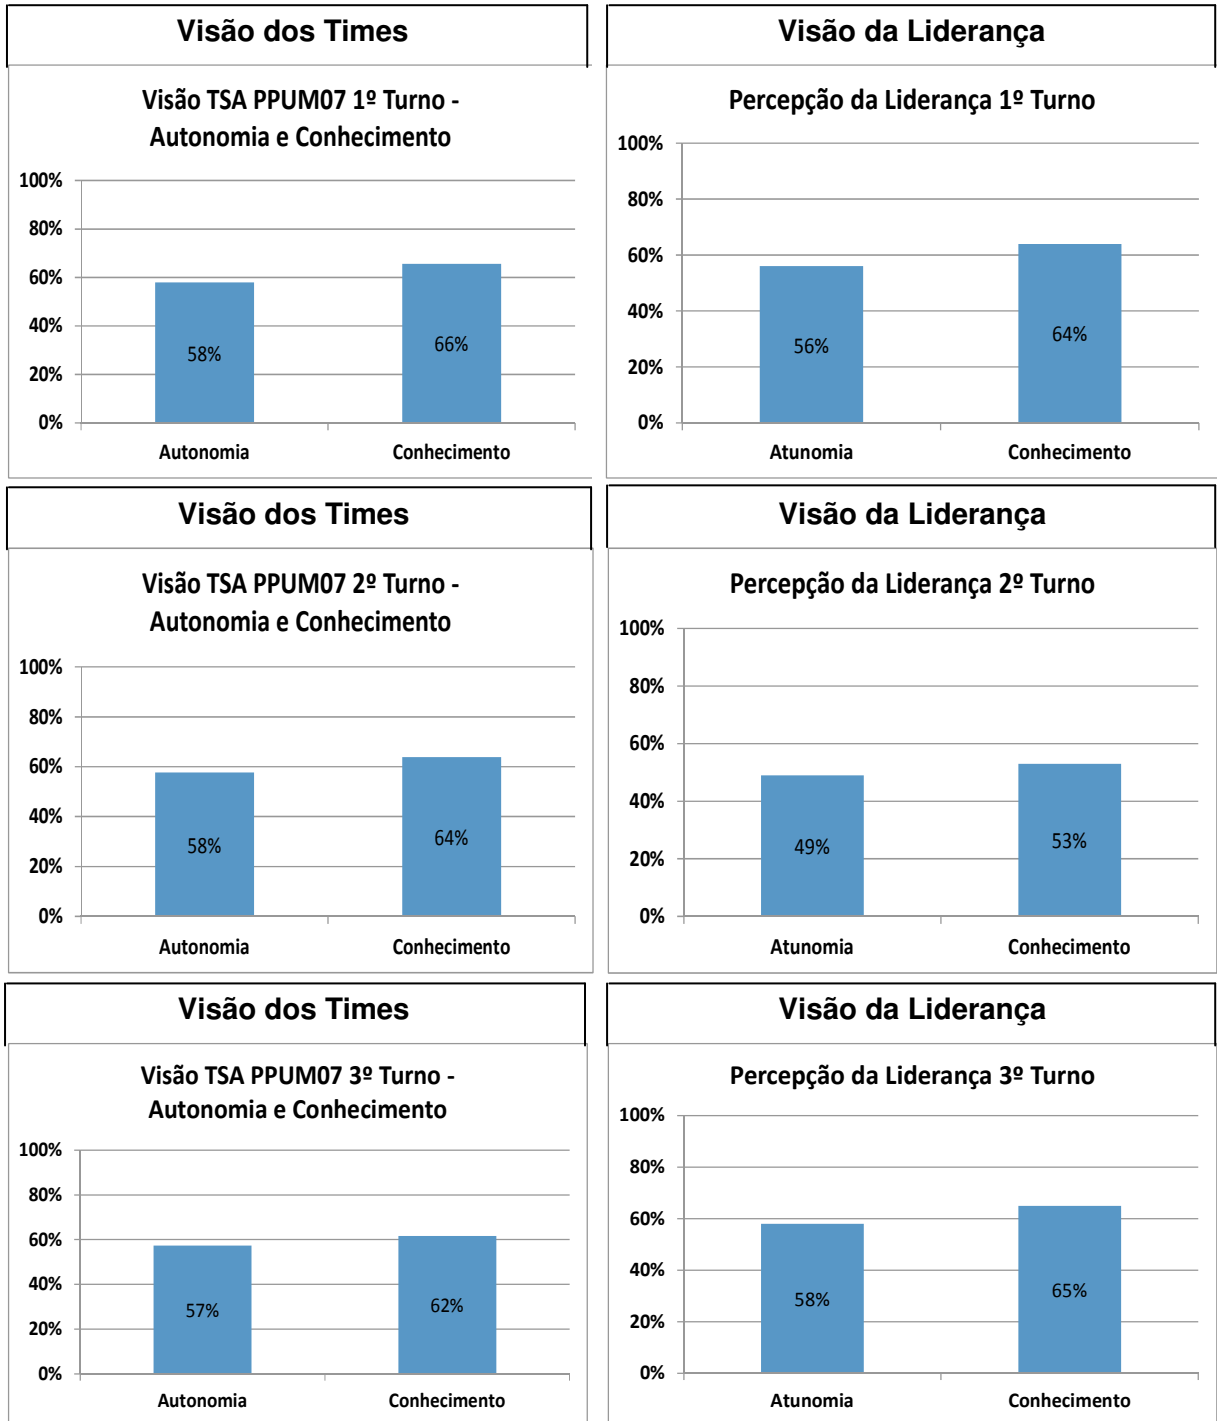 Visão dos Times
Visão TSA PPUM07 1º Turno -
Autonomia e Conhecimento
100%
80%
60%
40%
20%
0%
58%
66%
Autonomia
Conhecimento
Visão da Liderança
Percepção da Liderança 1º Turno
100%
80%
60%
40%
20%
0%
56%
64%
Atunomia
Conhecimento
Visão dos Times
Visão TSA PPUM07 2º Turno -
Autonomia e Conhecimento
100%
80%
60%
40%
20%
0%
58%
64%
Autonomia
Conhecimento
Visão da Liderança
Percepção da Liderança 2º Turno
100%
80%
60%
40%
20%
0%
49%
53%
Atunomia
Conhecimento
Visão dos Times
Visão TSA PPUM07 3º Turno -
Autonomia e Conhecimento
100%
80%
60%
40%
20%
0%
57%
62%
Autonomia
Conhecimento
Visão da Liderança
Percepção da Liderança 3º Turno
100%
80%
60%
40%
20%
0%
58%
65%
Atunomia
Conhecimento